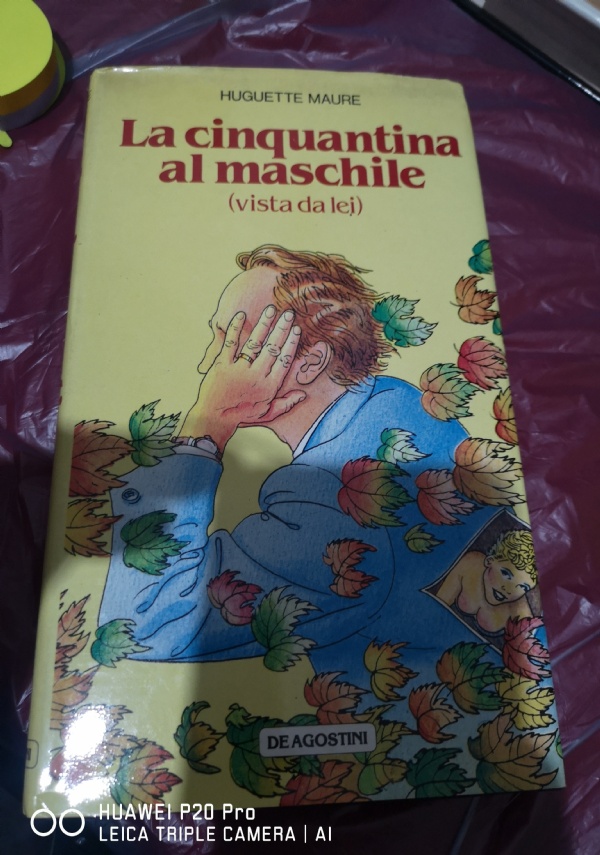 HUGUETTE MAURE
La cinquantina
al maschile
(vista da lei)
DE AGOSTINI
HUAWEI P20 Pro
LEICA TRIPLE CAMERA | AI